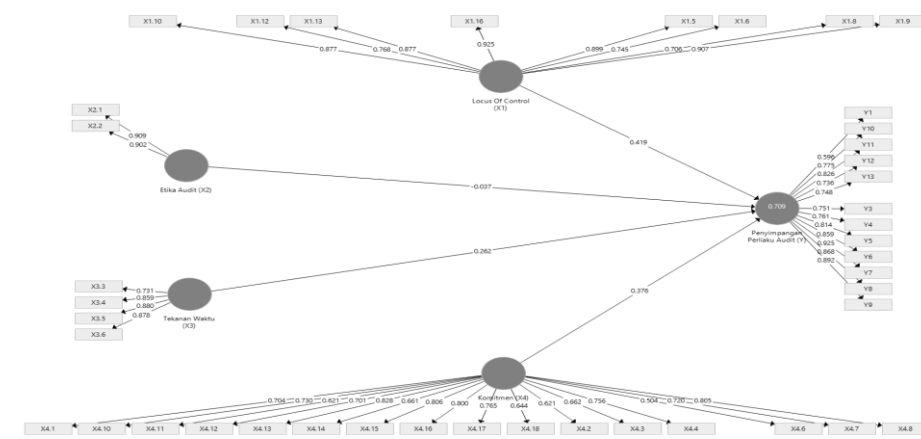 X1.10
X1.12
X1.13
X1.16
X1.5
X1.6
X1.8
X1.9
0.877
0.768
0.877
0.925
0.899
0.745
0.706
0.907
Locus Of Control
(X1)
X2.1
X2.2
0.909
0.902
Etika Audit (X2)
0.419
-0.037
0.262
0.376
Y1
Y10
Y11
Y12
Y13
Y3
Y4
Y5
Y6
Y7
Y8
Y9
0.596
0.775
0.826
0.736
0.748
0.751
0.761
0.814
0.859
0.925
0.868
0.892
0.709
Penyimpangan
Perliaku Audit (Y)
X3.3
X3.4
X3.5
X3.6
0.731
0.859
0.880
0.878
Tekanan Waktu
(X3)
Komitmen (X4)
0.704
0.730
0.621
0.701
0.828
0.661
0.806
0.800
0.765
0.644
0.621
0.662
0.756
0.504
0.720
0.805
X4.1
X4.10
X4.11
X4.12
X4.13
X4.14
X4.15
X4.16
X4.17
X4.18
X4.2
X4.3
X4.4
X4.6
X4.7
X4.8